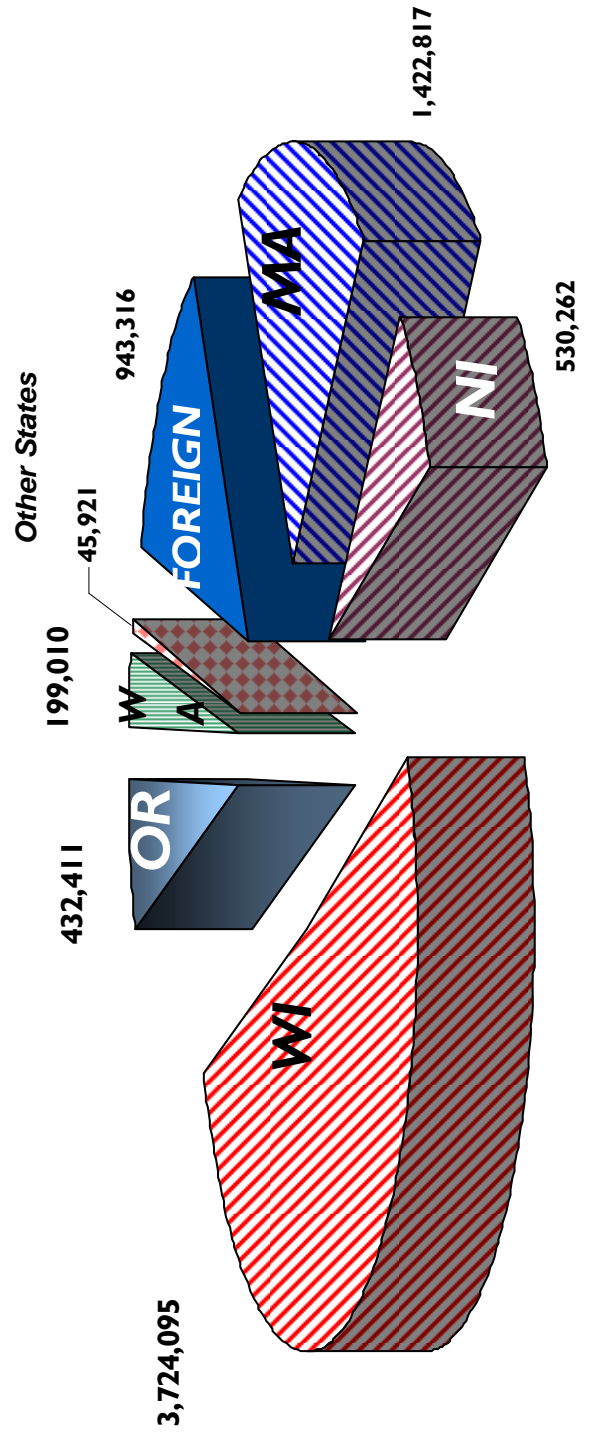 Other States
1,422,817
943,316
MA
530,262
NI
45,921
FOREIGN
199,010
W
A
432,411
OR
WI
3,724,095